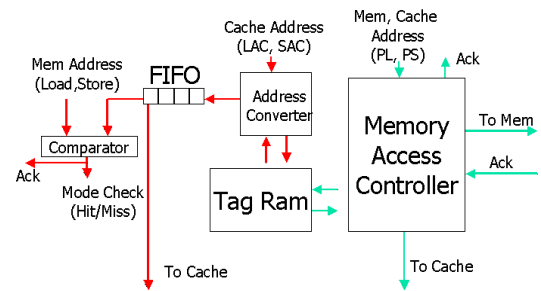 Cache Address
(LAC, SAC)
Mem, Cache
Address
(PL, PS)
Ack
Mem Address
(Load,Store)
FIFO
Address
Converter
Memory
Access
Controller
To Mem
Ack
Comparator
Ack
Mode Check
(Hit/Miss)
Tag Ram
To Cache
To Cache